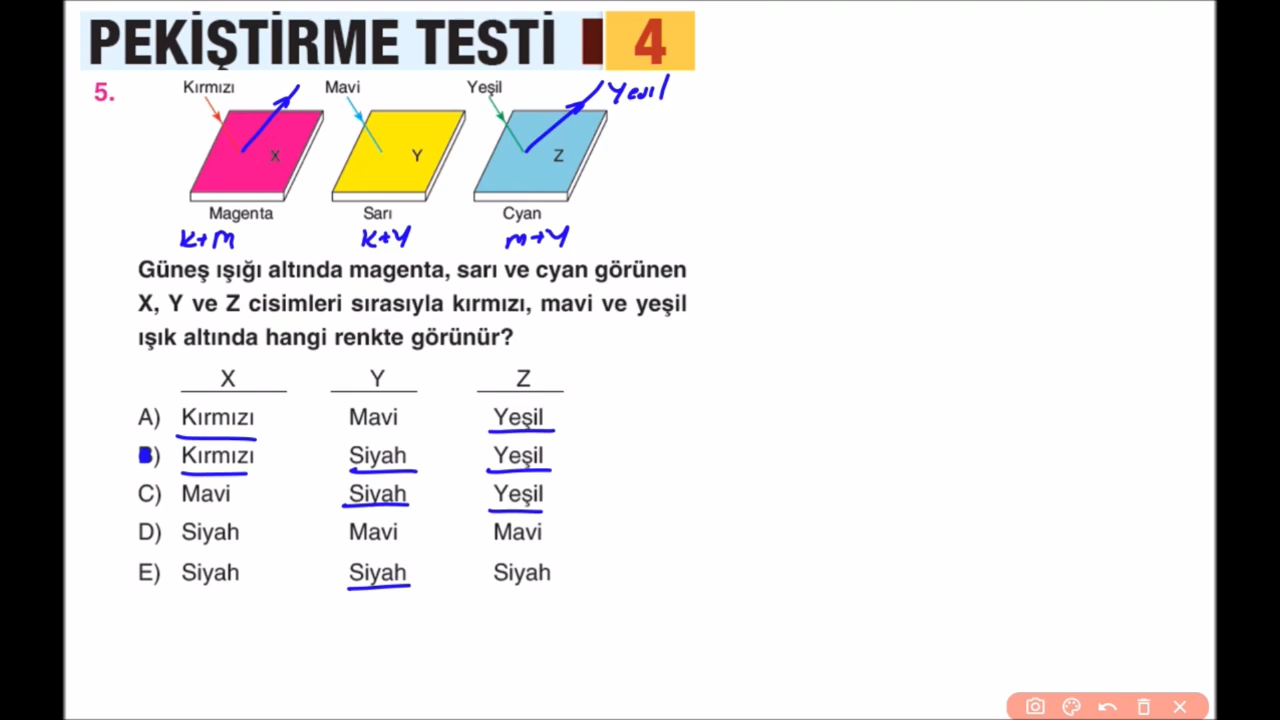 PEKİŞTİRME TESTİ 4
5.
Kırmızı Mavi Yeşil Yeşil
X Y Z
Magenta Sarı Cyan
K+M K+Y M+Y
Güneş ışığı altında magenta, sarı ve cyan görünen
X, Y ve Z cisimleri sırasıyla kırmızı, mavi ve yeşil
ışık altında hangi renkte görünür?
X Y Z
A) Kırmızı Mavi Yeşil
B) Kırmızı Siyah Yeşil
C) Mavi Siyah Yeşil
D) Siyah Mavi Mavi
E) Siyah Siyah Siyah